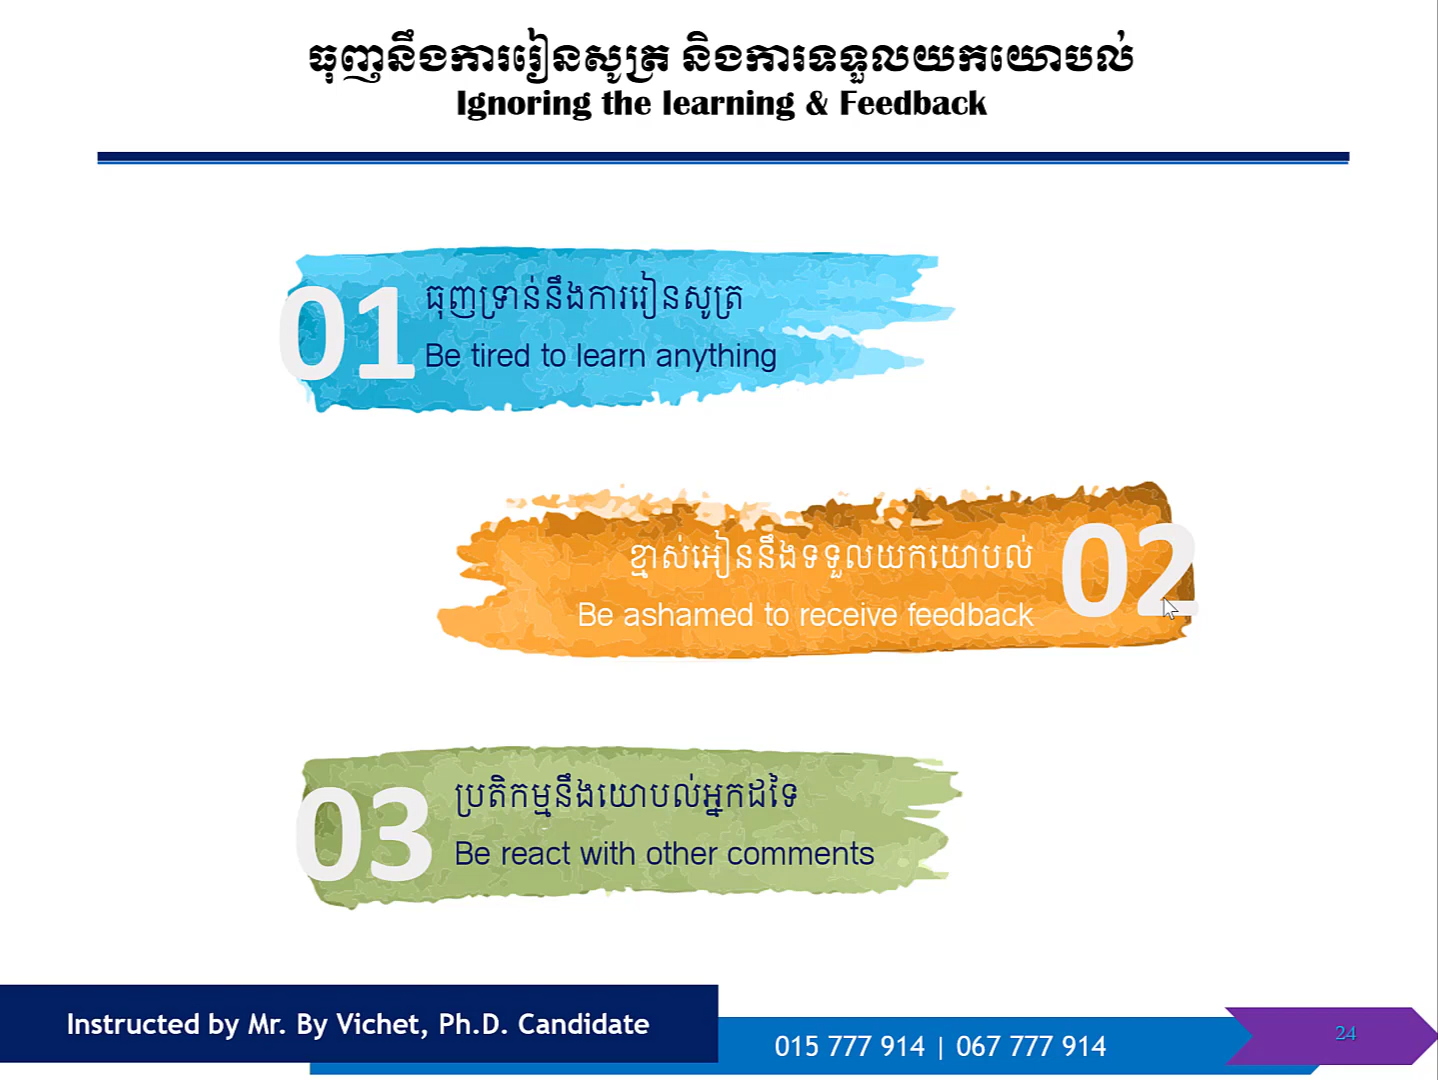 ធុញនឹងការរៀនសូត្រ និងការទទួលយកយោបល់
Ignoring the learning & Feedback
01
ធុញទ្រាន់នឹងការរៀនសូត្រ
Be tired to learn anything
ខ្មាស់អៀននឹងទទួលយកយោបល់
Be ashamed to receive feedback
02
03
ប្រតិកម្មនឹងយោបល់អ្នកដទៃ
Be react with other comments
Instructed by Mr. By Vichet, Ph.D. Candidate
015 777 914 | 067 777 914
24